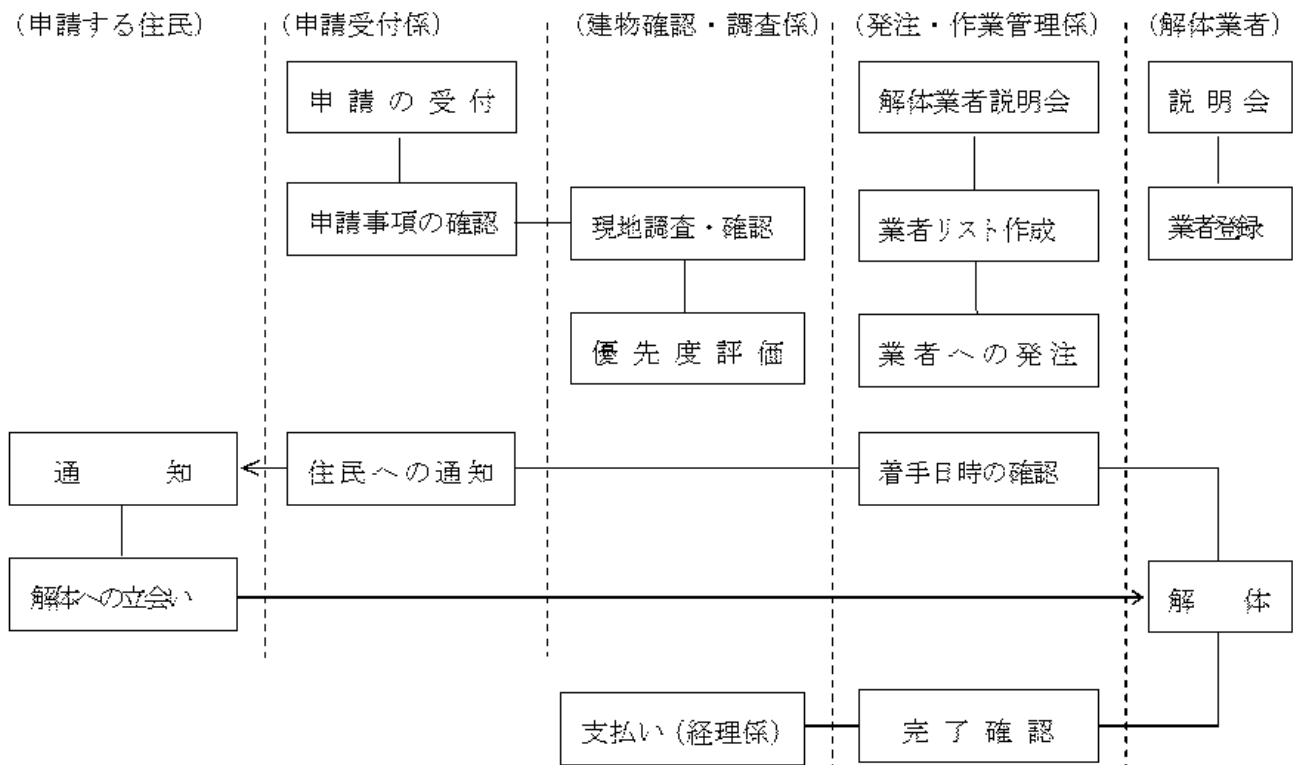 (申請する住民) (申請受付係) (建物確認・調査係) (発注・作業管理係) (解体業者)
申請の受付 解体業者説明会 説明会
申請事項の確認 現地調査・確認 業者リスト作成 業者登録
優先度評価 業者への発注
通知 住民への通知 着手日時の確認
解体への立会い 解体
支払い(経理係) 完了確認